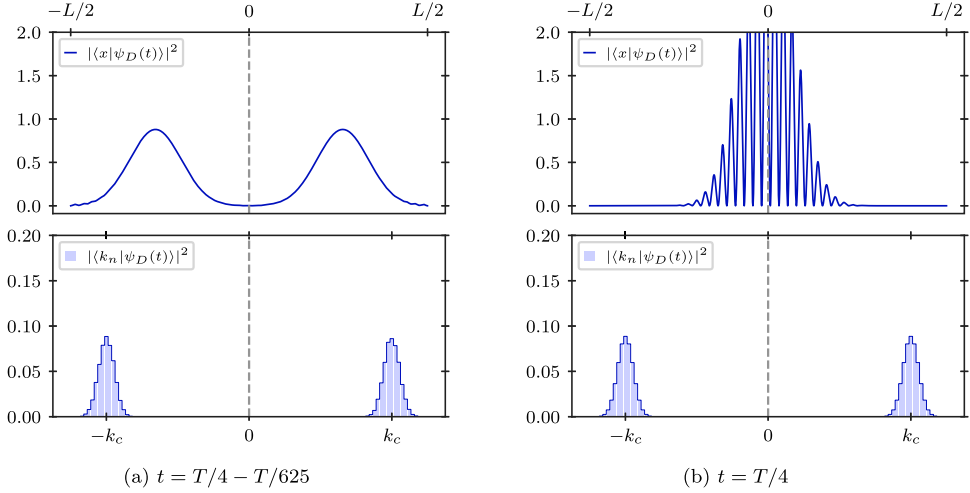 −L/2 0 L/2
2.0
1.5
1.0
0.5
0.0
|⟨x|ψ_D(t)⟩|²
0.20
0.15
0.10
0.05
0.00
|⟨k_n|ψ_D(t)⟩|²
−k_c 0 k_c
(a) t = T/4 − T/625
−L/2 0 L/2
2.0
1.5
1.0
0.5
0.0
|⟨x|ψ_D(t)⟩|²
0.20
0.15
0.10
0.05
0.00
|⟨k_n|ψ_D(t)⟩|²
−k_c 0 k_c
(b) t = T/4